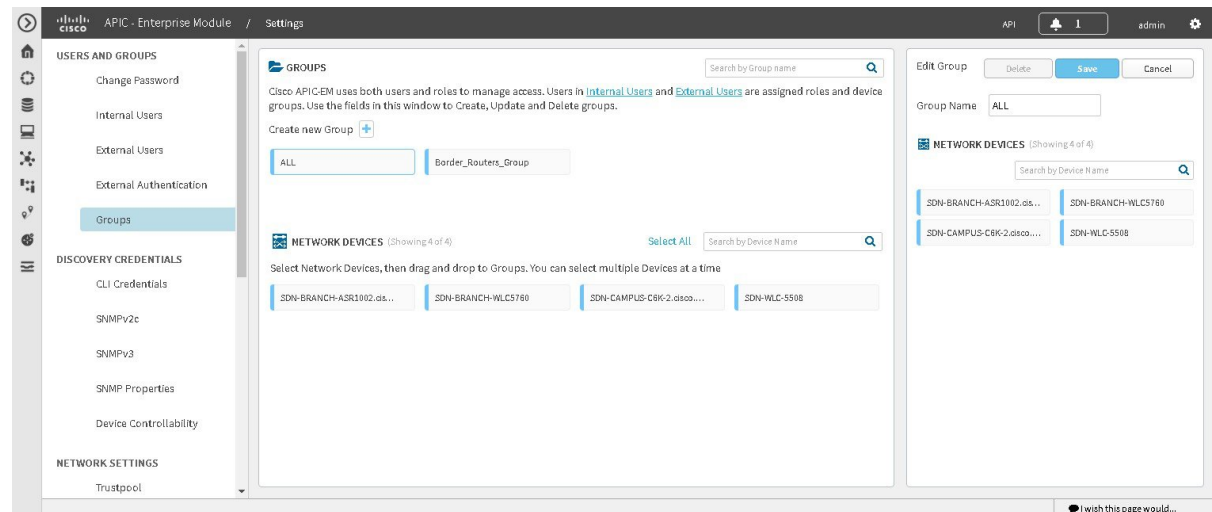 cisco APIC - Enterprise Module / Settings API 1 admin
USERS AND GROUPS
Change Password
Internal Users
External Users
External Authentication
Groups
DISCOVERY CREDENTIALS
CLI Credentials
SNMPv2c
SNMPv3
SNMP Properties
Device Controllability
NETWORK SETTINGS
Trustpool
GROUPS
Search by Group name
Cisco APIC-EM uses both users and roles to manage access. Users in Internal Users and External Users are assigned roles and device
groups. Use the fields in this window to Create, Update and Delete groups.
Create new Group +
ALL Border_Routers_Group
NETWORK DEVICES (Showing 4 of 4) Select All Search by Device Name
Select Network Devices, then drag and drop to Groups. You can select multiple Devices at a time
SDN-BRANCH-ASR1002.cis... SDN-BRANCH-WLC5760 SDN-CAMPUS-C6K-2.cisco.... SDN-WLC-5508
Edit Group Delete Save Cancel
Group Name ALL
NETWORK DEVICES (Showing 4 of 4)
Search by Device Name
SDN-BRANCH-ASR1002.cis... SDN-BRANCH-WLC5760
SDN-CAMPUS-C6K-2.cisco.... SDN-WLC-5508
I wish this page would...